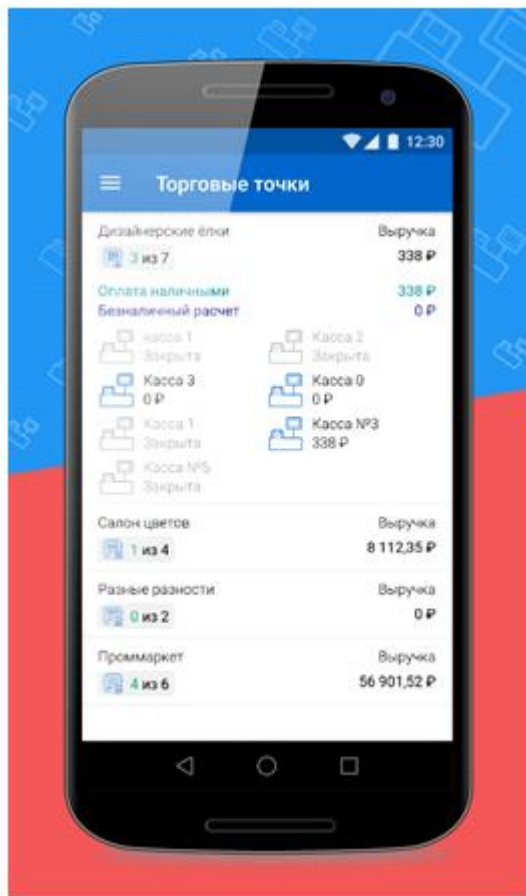 12:30
Торговые точки
Дизайнерские ёлки Выручка
3 из 7 338 ₽
Оплата наличными 338 ₽
Безналичный расчет 0 ₽
касса 1 Касса 2
Закрыта Закрыта
Касса 3 Касса 0
0 ₽ 0 ₽
Касса 1 Касса №3
Закрыта 338 ₽
Касса №5
Закрыта
Салон цветов Выручка
1 из 4 8 112,35 ₽
Разные разности Выручка
0 из 2 0 ₽
Проммаркет Выручка
4 из 6 56 901,52 ₽